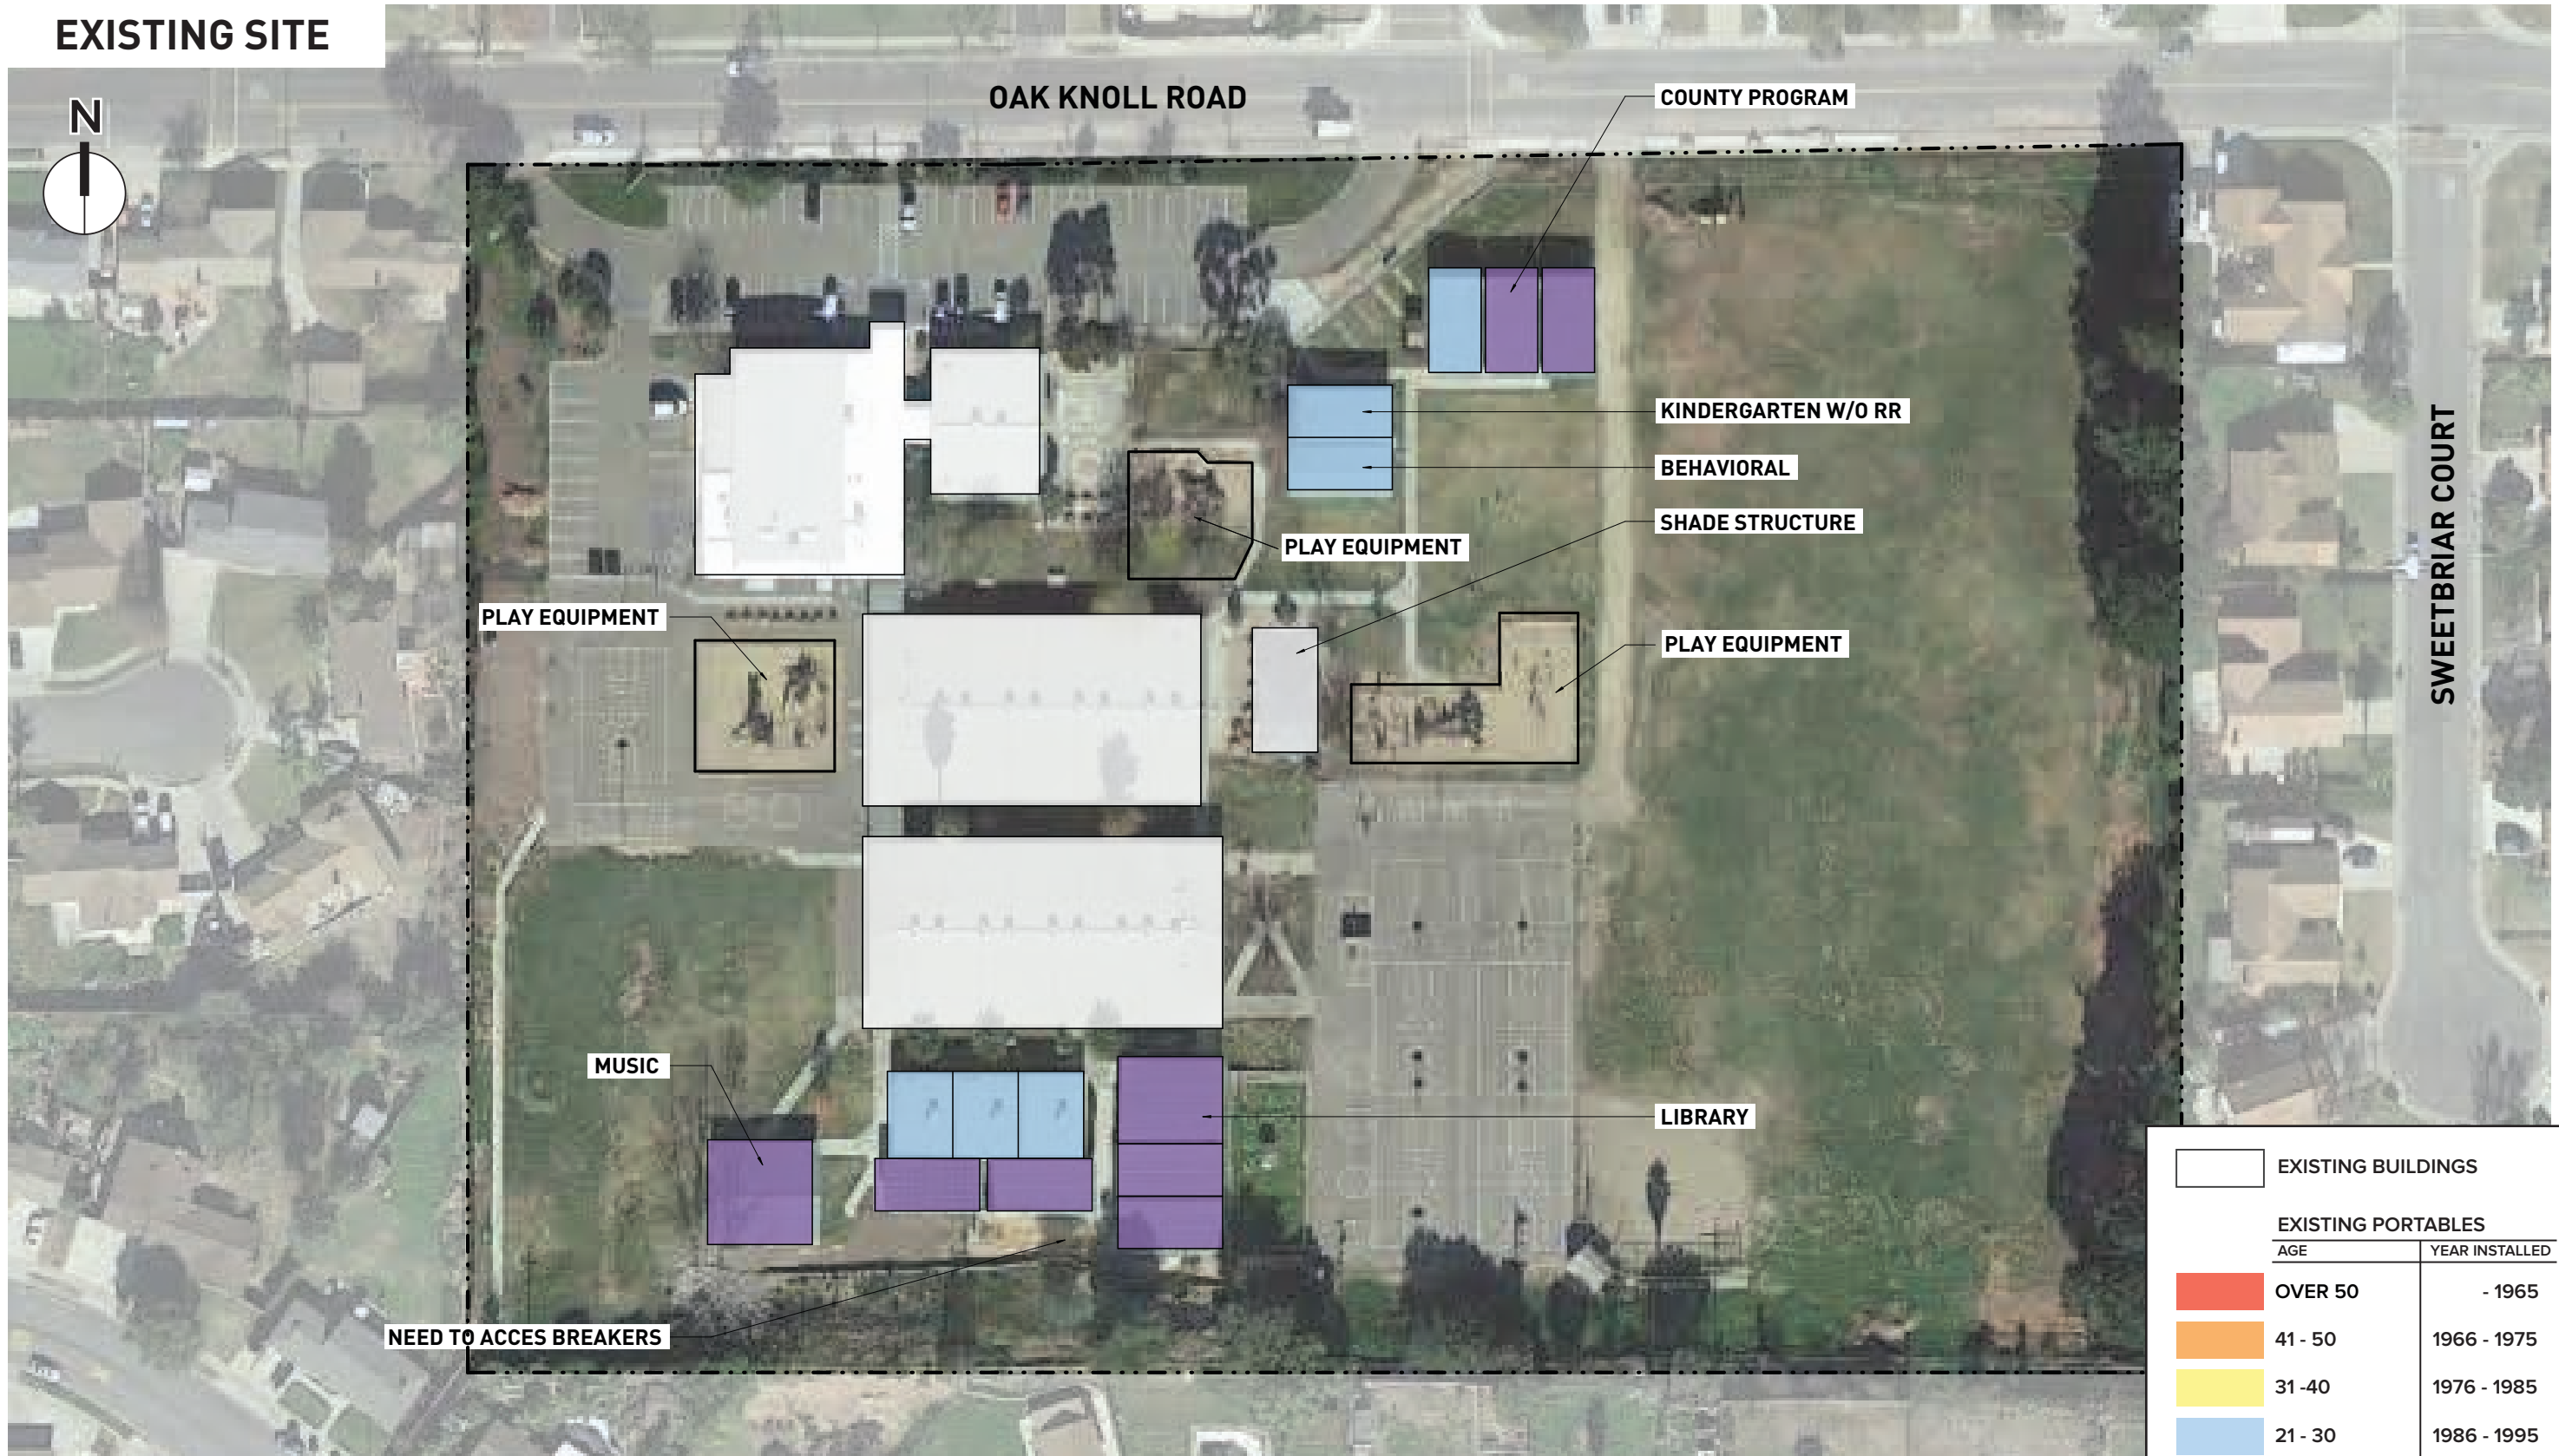 EXISTING SITE
N
OAK KNOLL ROAD
COUNTY PROGRAM
KINDERGARTEN W/O RR
BEHAVIORAL
SHADE STRUCTURE
PLAY EQUIPMENT
PLAY EQUIPMENT
PLAY EQUIPMENT
SWEETBRIAR COURT
MUSIC
LIBRARY
NEED TO ACCES BREAKERS
EXISTING BUILDINGS
EXISTING PORTABLES
AGE YEAR INSTALLED
OVER 50 - 1965
41 - 50 1966 - 1975
31 -40 1976 - 1985
21 - 30 1986 - 1995